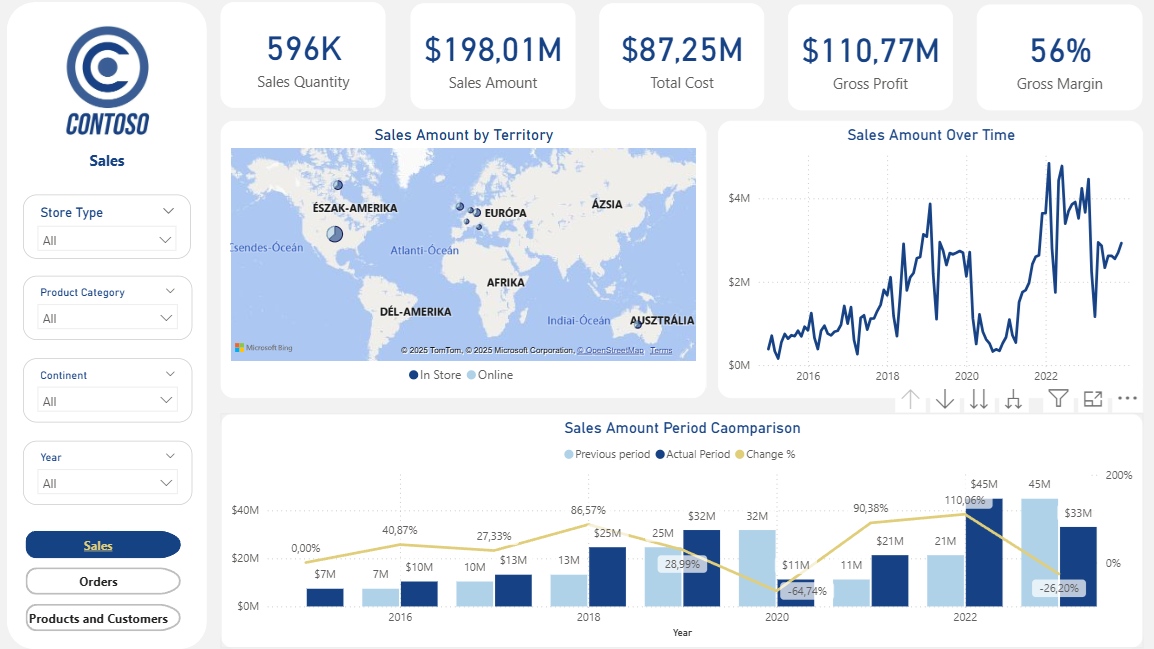 CONTOSO
Sales
Store Type
All
Product Category
All
Continent
All
Year
All
Sales
Orders
Products and Customers
596K
Sales Quantity
$198,01M
Sales Amount
$87,25M
Total Cost
$110,77M
Gross Profit
56%
Gross Margin
Sales Amount by Territory
ÉSZAK-AMERIKA
EURÓPA
ÁZSIA
Csendes-Óceán
Atlanti-Óceán
AFRIKA
DÉL-AMERIKA
Indiai-Óceán
AUSZTRÁLIA
Microsoft Bing
© 2025 TomTom, © 2025 Microsoft Corporation, © OpenStreetMap Terms
In Store Online
Sales Amount Over Time
$4M
$2M
$0M
2016 2018 2020 2022
Sales Amount Period Caomparison
Previous period Actual Period Change %
$40M
$20M
$0M
200%
0%
0,00%
40,87%
27,33%
86,57%
28,99%
-64,74%
90,38%
110,06%
-26,20%
$7M
7M
$10M
10M
$13M
13M
$25M
25M
$32M
32M
$11M
11M
$21M
21M
$45M
45M
$33M
2016 2018 2020 2022
Year